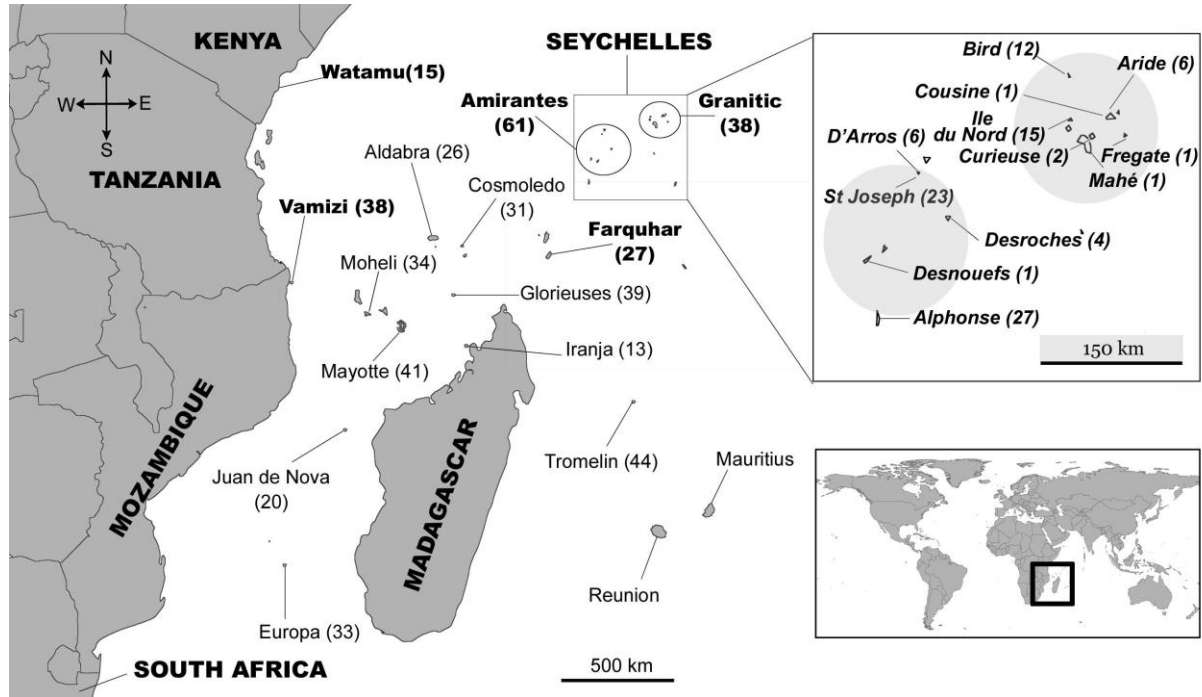 KENYA
SEYCHELLES
N
W
E
S
Watamu(15)
Amirantes
(61)
Granitic
(38)
Aldabra (26)
Cosmoledo
(31)
TANZANIA
Vamizi (38)
Farquhar
(27)
Moheli (34)
Glorieuses (39)
Iranja (13)
Mayotte (41)
MOZAMBIQUE
MADAGASCAR
Juan de Nova
(20)
Tromelin (44)
Mauritius
Reunion
Europa (33)
SOUTH AFRICA
500 km
Bird (12)
Aride (6)
Cousine (1)
Ile
du Nord (15)
D'Arros (6)
Curieuse (2)
Fregate (1)
Mahé (1)
St Joseph (23)
Desroches (4)
Desnouefs (1)
Alphonse (27)
150 km